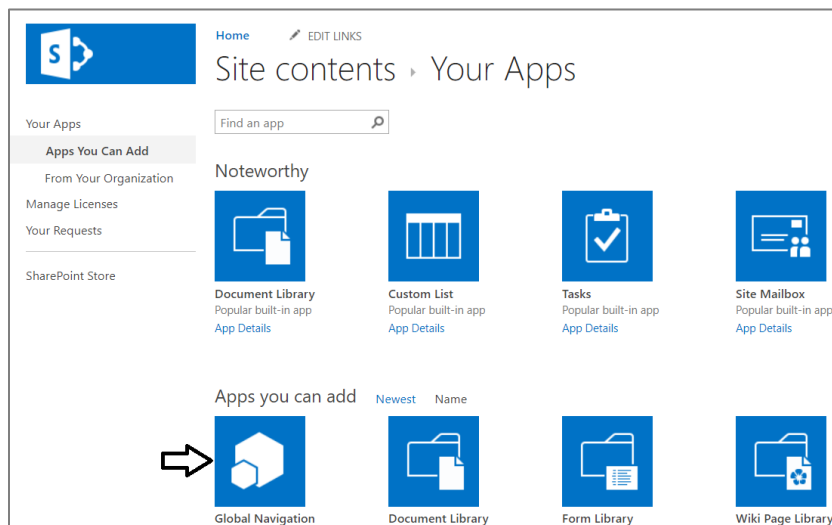 Home EDIT LINKS
Site contents ▸ Your Apps
Find an app
Your Apps
Apps You Can Add
From Your Organization
Manage Licenses
Your Requests
SharePoint Store
Noteworthy
Document Library Custom List Tasks Site Mailbox
Popular built-in app Popular built-in app Popular built-in app Popular built-in app
App Details App Details App Details App Details
Apps you can add Newest Name
Global Navigation Document Library Form Library Wiki Page Library
S